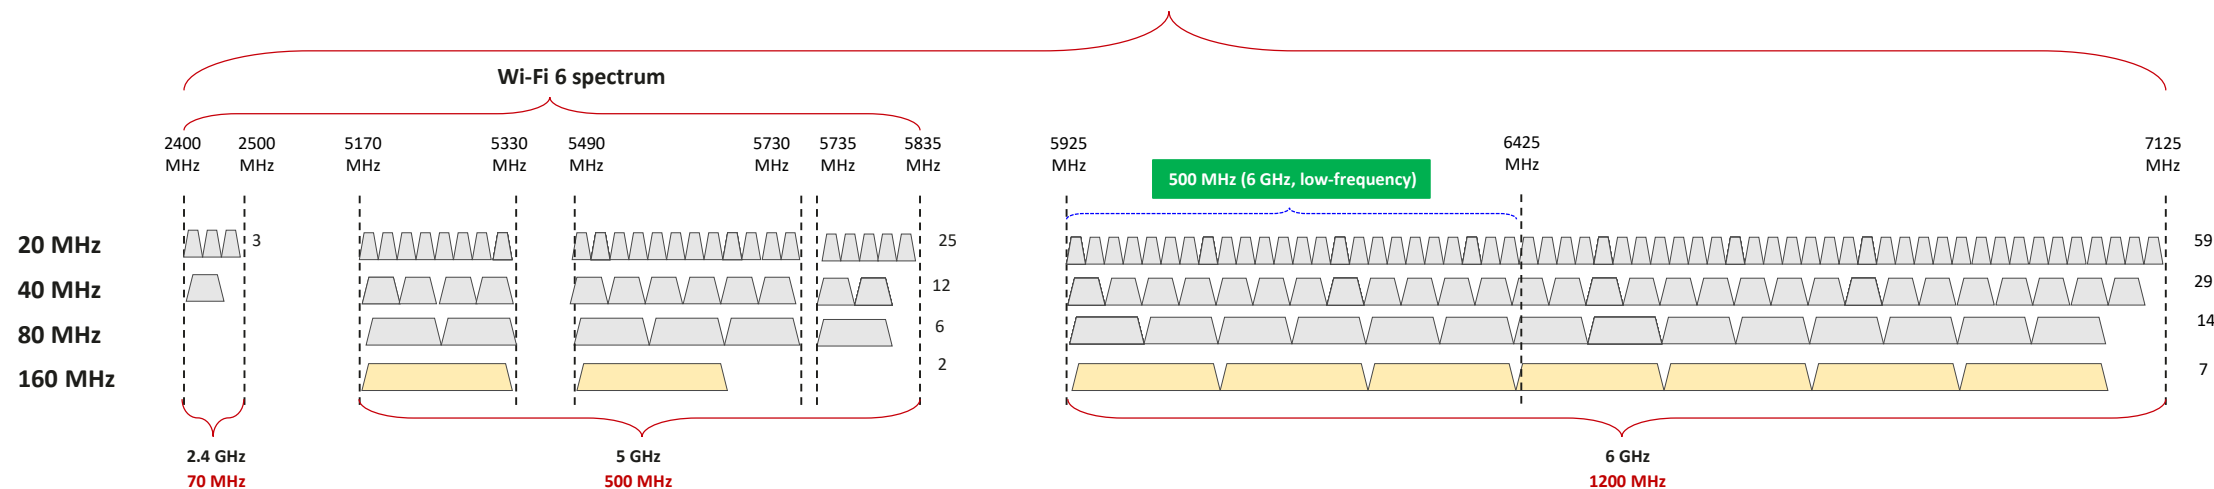 Wi-Fi 6 spectrum
2400 MHz
2500 MHz
5170 MHz
5330 MHz
5490 MHz
5730 MHz
5735 MHz
5835 MHz
5925 MHz
6425 MHz
7125 MHz
500 MHz (6 GHz, low-frequency)
20 MHz 3 25 59
40 MHz 12 29
80 MHz 6 14
160 MHz 2 7
2.4 GHz
70 MHz
5 GHz
500 MHz
6 GHz
1200 MHz